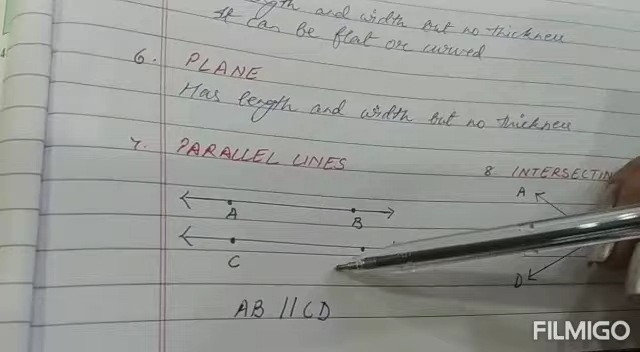 length and width but no thickness
It can be flat or curved
6. PLANE
Has length and width but no thickness
7. PARALLEL LINES
8 INTERSECTIN
A B
A
C
D
AB || CD
FILMIGO